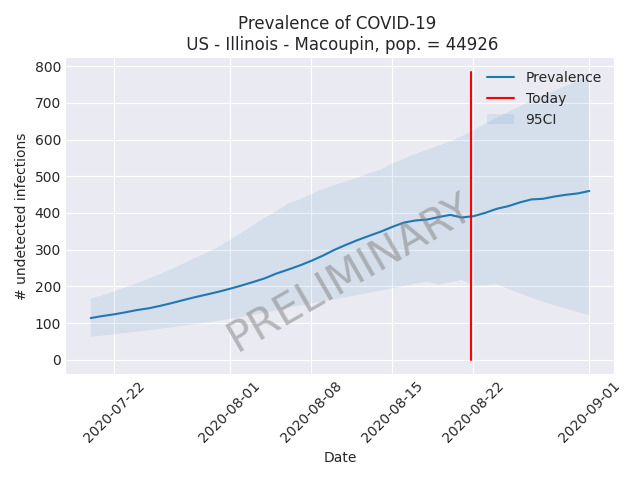 Prevalence of COVID-19
US - Illinois - Macoupin, pop. = 44926
800
700
600
500
400
300
200
100
0
# undetected infections
Prevalence
Today
95CI
PRELIMINARY
2020-07-22
2020-08-01
2020-08-08
2020-08-15
2020-08-22
2020-09-01
Date